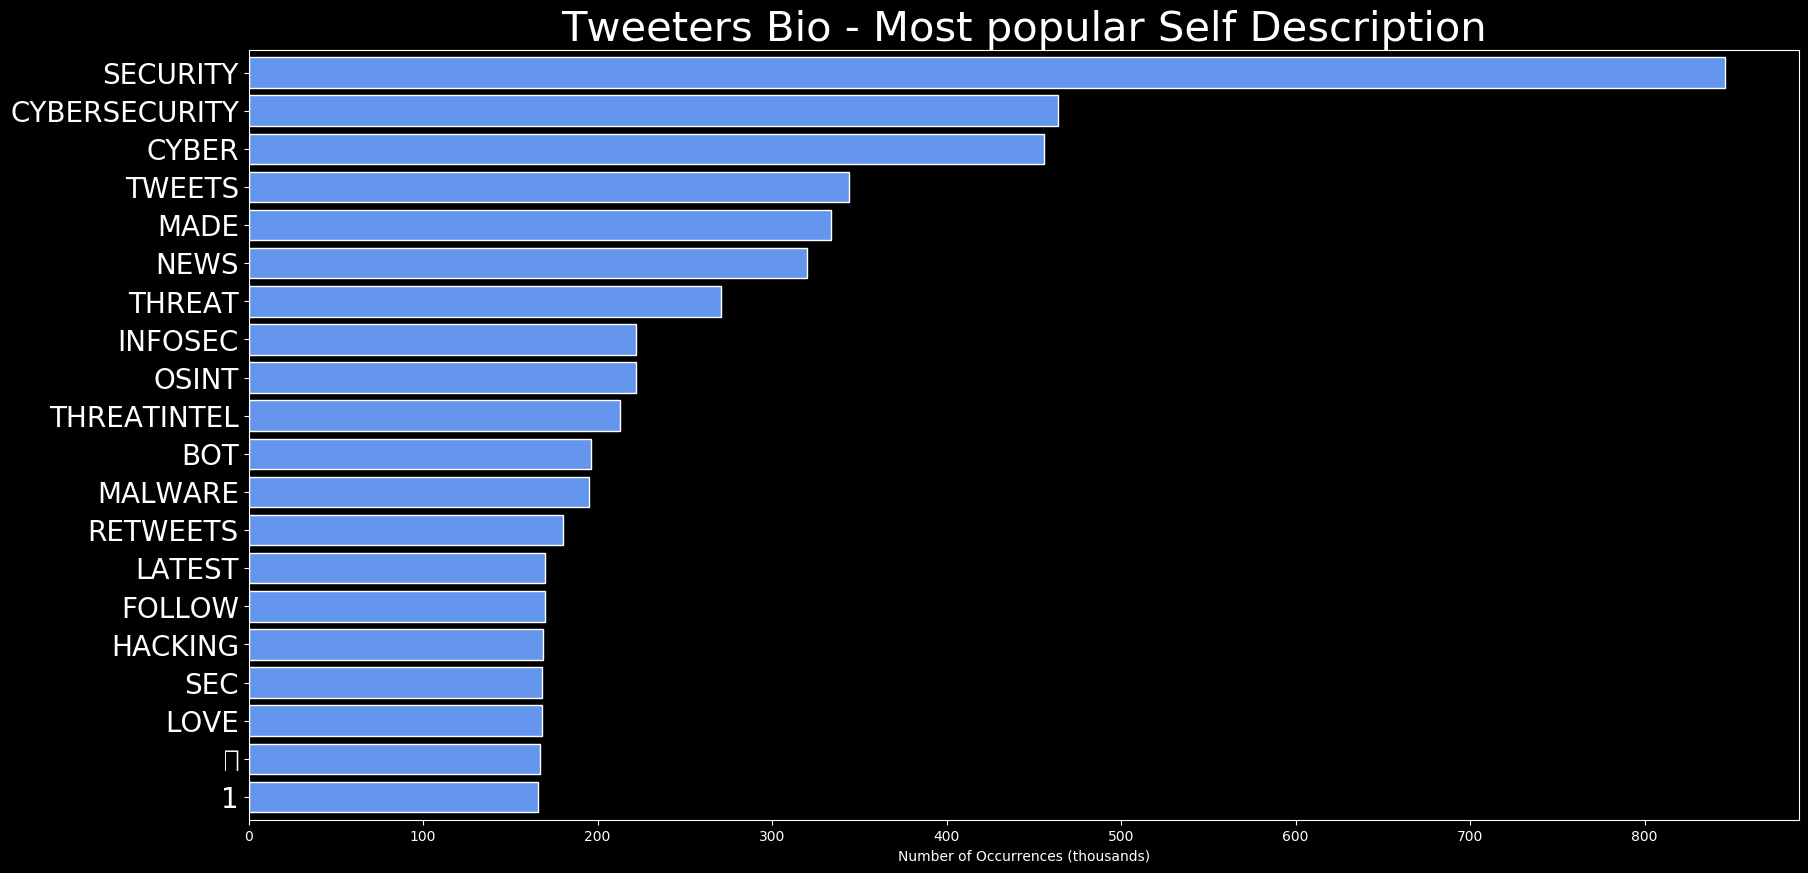 Tweeters Bio - Most popular Self Description
SECURITY
CYBERSECURITY
CYBER
TWEETS
MADE
NEWS
THREAT
INFOSEC
OSINT
THREATINTEL
BOT
MALWARE
RETWEETS
LATEST
FOLLOW
HACKING
SEC
LOVE
1
0 100 200 300 400 500 600 700 800
Number of Occurrences (thousands)